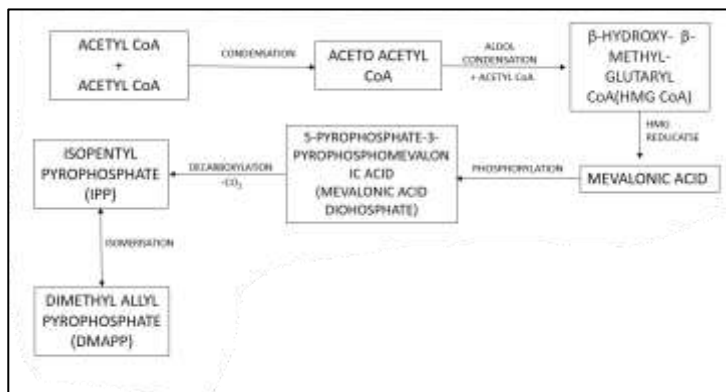 ACETYL CoA
+
ACETYL CoA
CONDENSATION
ACETO ACETYL
CoA
ALDOL
CONDENSATION
+ ACETYL CoA
β-HYDROXY- β-
METHYL-
GLUTARYL
CoA(HMG CoA)
HMG
REDUCATSE
MEVALONIC ACID
PHOSPHORYLATION
5-PYROPHOSPHATE-3-
PYROPHOSPHOMEVALON
IC ACID
(MEVALONIC ACID
DIOHOSPHATE)
DECARBOXYLATION
-CO₂
ISOPENTYL
PYROPHOSPHATE
(IPP)
ISOMERISATION
DIMETHYL ALLYL
PYROPHOSPHATE
(DMAPP)